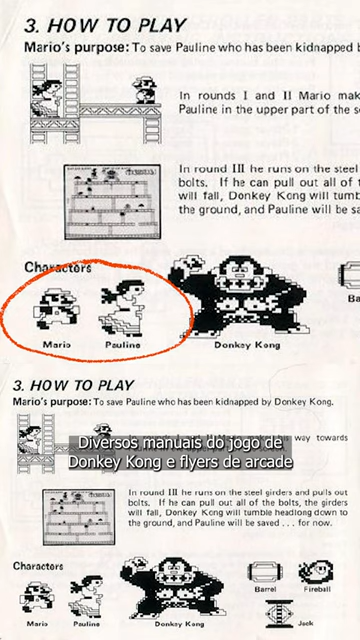 3. HOW TO PLAY
Mario's purpose: To save Pauline who has been kidnapped b
In rounds I and II Mario mak
Pauline in the upper part of the s
In round III he runs on the steel
bolts. If he can pull out all of t
will fall, Donkey Kong will tumb
the ground, and Pauline will be sa
Characters
Mario
Pauline
Donkey Kong
Ba
3. HOW TO PLAY
Mario's purpose: To save Pauline who has been kidnapped by Donkey Kong.
way towards
Diversos manuais do jogo de
Donkey Kong e flyers de arcade
In round III he runs on the steel girders and pulls out
bolts. If he can pull out all of the bolts, the girders
will fall, Donkey Kong will tumble headlong down to
the ground, and Pauline will be saved . . . for now.
Characters
Mario
Pauline
Donkey Kong
Barrel
Fireball
Jack